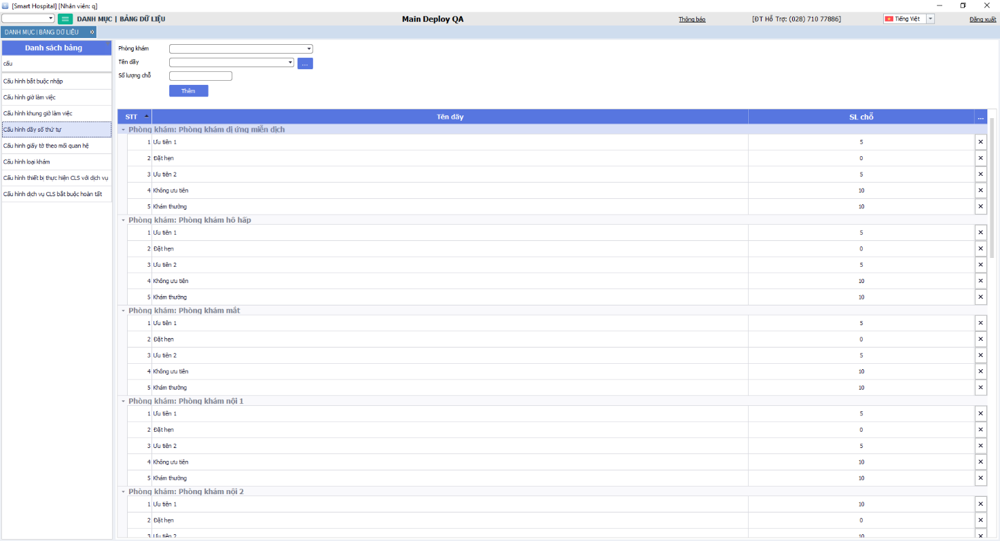 [Smart Hospital] [Nhân viên: q]
DANH MỤC | BẢNG DỮ LIỆU
Main Deploy QA
Thông báo
[ĐT Hỗ Trợ: (028) 710 77886]
Tiếng Việt
Đăng xuất
DANH MỤC | BẢNG DỮ LIỆU
Danh sách bảng
cấu
Cấu hình bắt buộc nhập
Cấu hình giờ làm việc
Cấu hình khung giờ làm việc
Cấu hình dãy số thứ tự
Cấu hình giấy tờ theo mối quan hệ
Cấu hình loại khám
Cấu hình thiết bị thực hiện CLS với dịch vụ
Cấu hình dịch vụ CLS bắt buộc hoàn tất
Phòng khám
Tên dãy
...
Số lượng chỗ
Thêm
STT Tên dãy SL chỗ ...
Phòng khám: Phòng khám dị ứng miễn dịch
1 Ưu tiên 1 5
2 Đặt hẹn 0
3 Ưu tiên 2 5
4 Không ưu tiên 10
5 Khám thường 10
Phòng khám: Phòng khám hô hấp
1 Ưu tiên 1 5
2 Đặt hẹn 0
3 Ưu tiên 2 5
4 Không ưu tiên 10
5 Khám thường 10
Phòng khám: Phòng khám mắt
1 Ưu tiên 1 5
2 Đặt hẹn 0
3 Ưu tiên 2 5
4 Không ưu tiên 10
5 Khám thường 10
Phòng khám: Phòng khám nội 1
1 Ưu tiên 1 5
2 Đặt hẹn 0
3 Ưu tiên 2 5
4 Không ưu tiên 10
5 Khám thường 10
Phòng khám: Phòng khám nội 2
1 Ưu tiên 1 10
2 Đặt hẹn 0
3 Ưu tiên 2 10